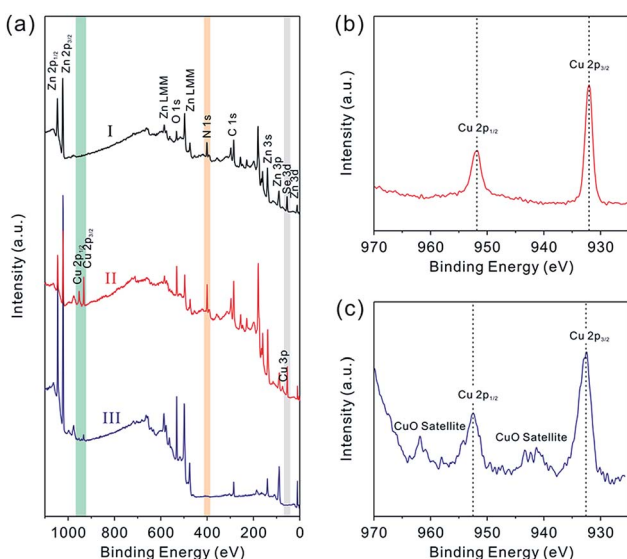 (a)
Zn 2p1/2
Zn 2p3/2
I
Zn LMM
O 1s
Zn LMM
N 1s
C 1s
Zn 3s
Zn 3p
Se 3d
Zn 3d
Cu 2p1/2
Cu 2p3/2
II
Cu 3p
III
Intensity (a.u.)
1000 800 600 400 200 0
Binding Energy (eV)
(b)
Cu 2p3/2
Cu 2p1/2
Intensity (a.u.)
970 960 950 940 930
Binding Energy (eV)
(c)
Cu 2p3/2
Cu 2p1/2
CuO Satellite
CuO Satellite
Intensity (a.u.)
970 960 950 940 930
Binding Energy (eV)